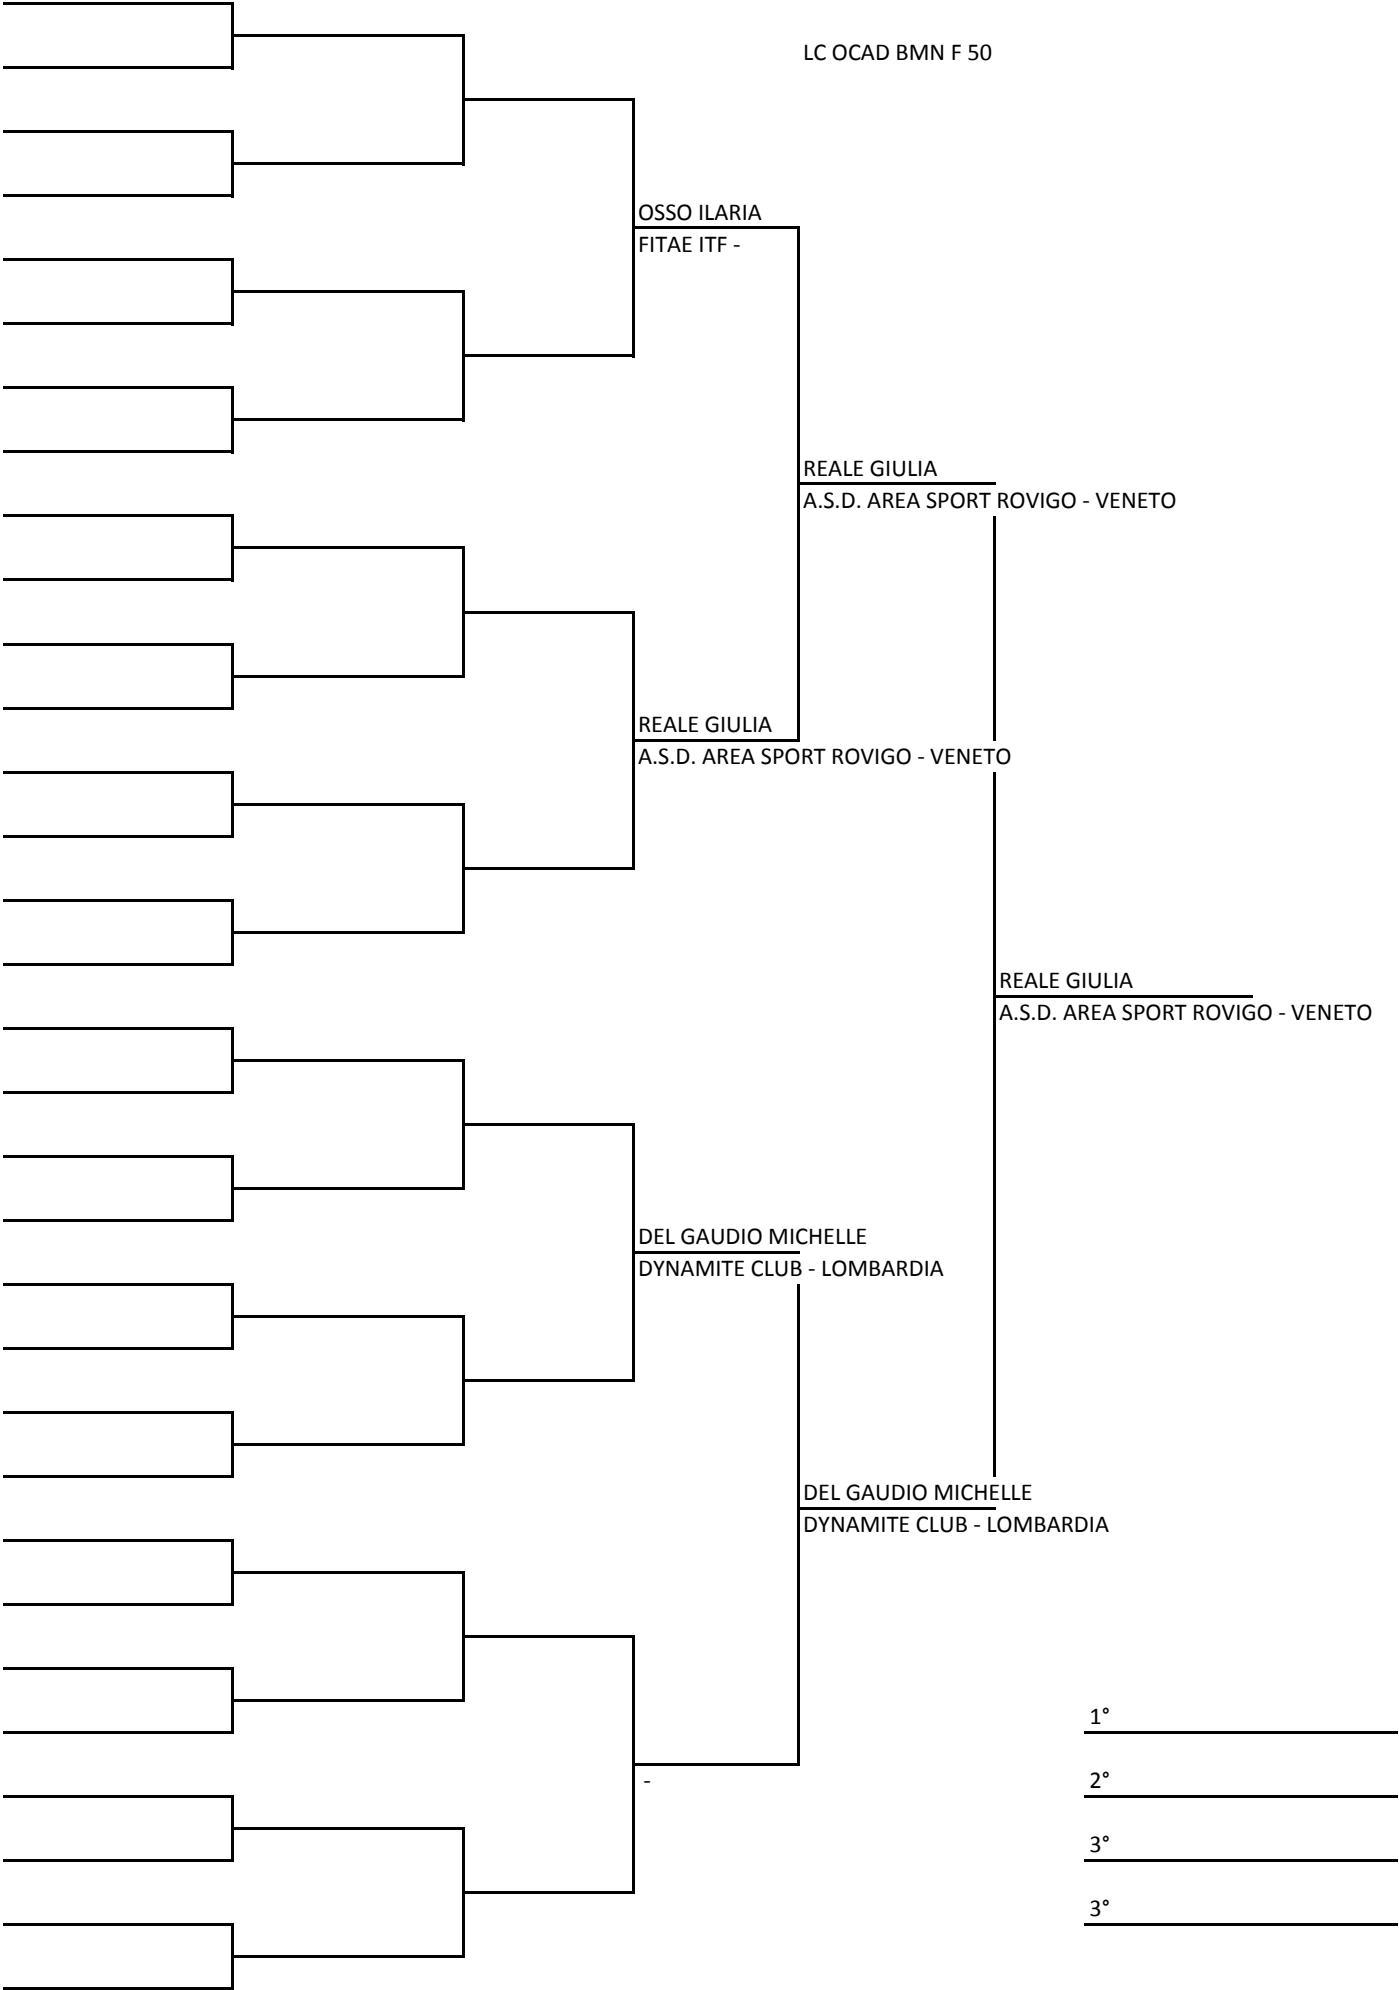 LC OCAD BMN F 50
OSSO ILARIA
FITAE ITF -
REALE GIULIA
A.S.D. AREA SPORT ROVIGO - VENETO
REALE GIULIA
A.S.D. AREA SPORT ROVIGO - VENETO
REALE GIULIA
A.S.D. AREA SPORT ROVIGO - VENETO
DEL GAUDIO MICHELLE
DYNAMITE CLUB - LOMBARDIA
DEL GAUDIO MICHELLE
DYNAMITE CLUB - LOMBARDIA
1°
-
2°
3°
3°